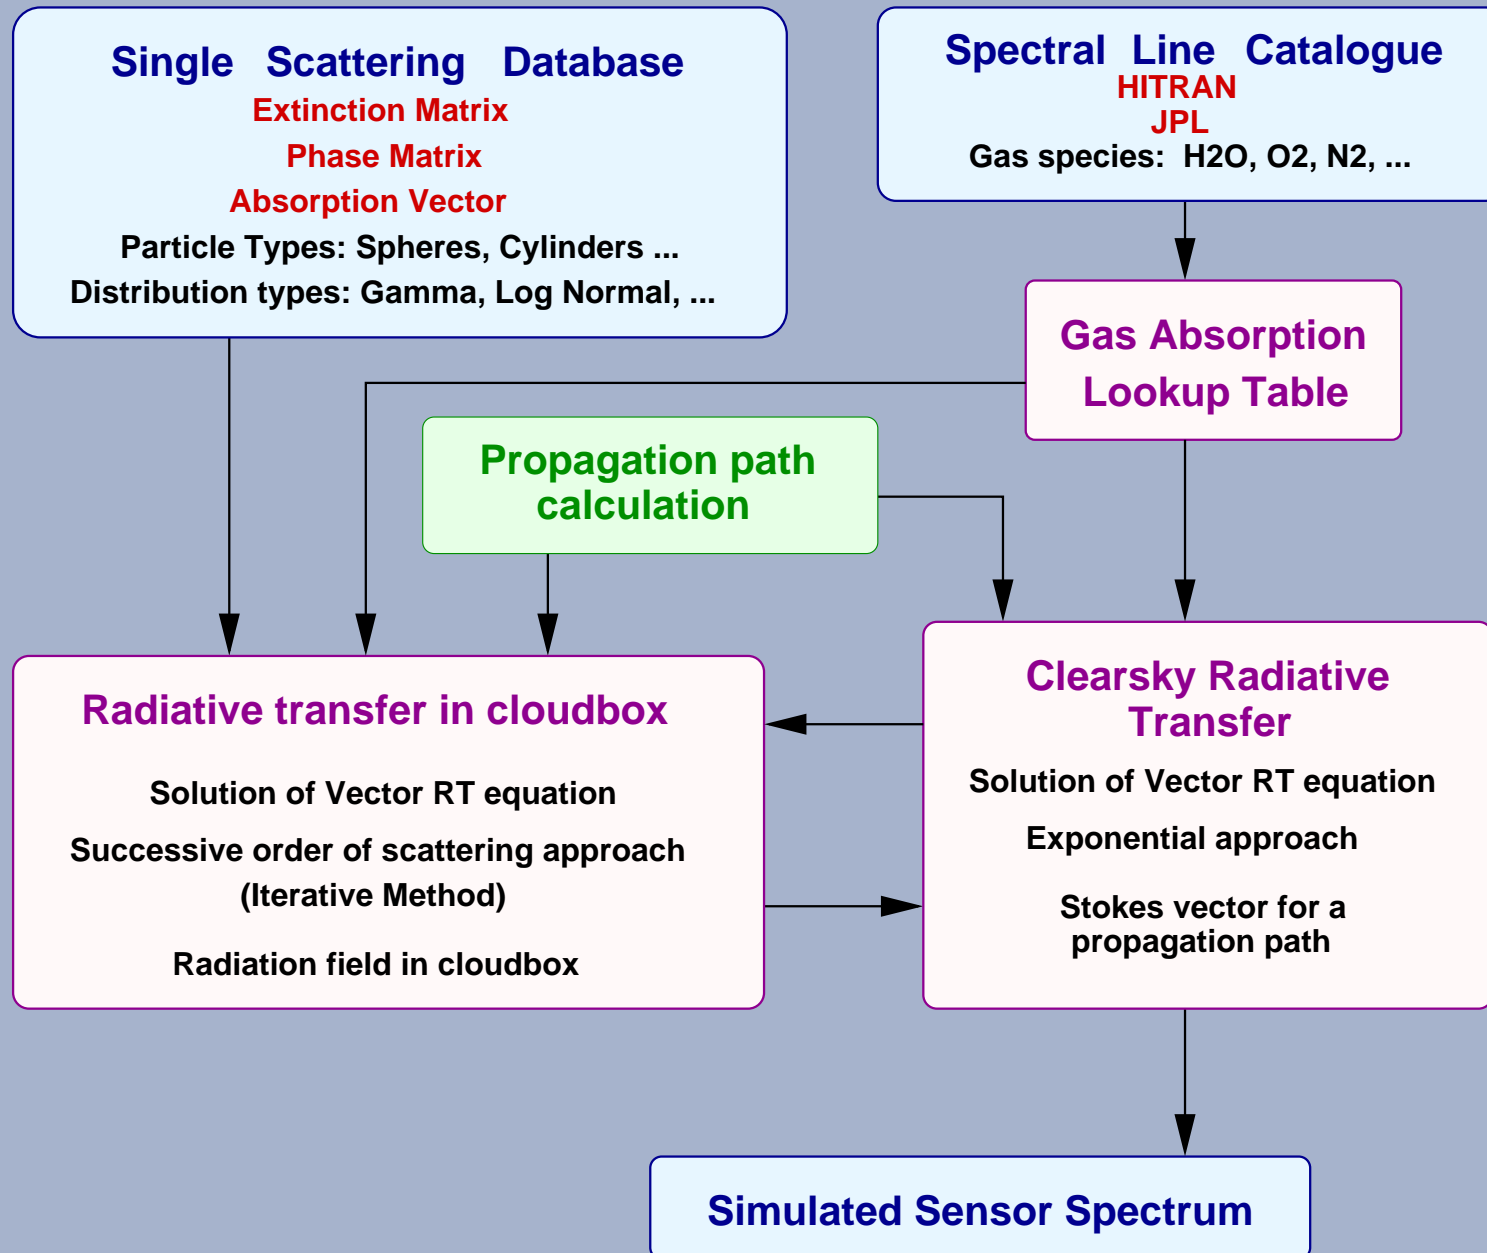 Single Scattering Database
Extinction Matrix
Phase Matrix
Absorption Vector
Particle Types: Spheres, Cylinders ...
Distribution types: Gamma, Log Normal, ...
Spectral Line Catalogue
HITRAN
JPL
Gas species: H2O, O2, N2, ...
Gas Absorption
Lookup Table
Propagation path
calculation
Radiative transfer in cloudbox
Solution of Vector RT equation
Successive order of scattering approach
(Iterative Method)
Radiation field in cloudbox
Clearsky Radiative
Transfer
Solution of Vector RT equation
Exponential approach
Stokes vector for a
propagation path
Simulated Sensor Spectrum